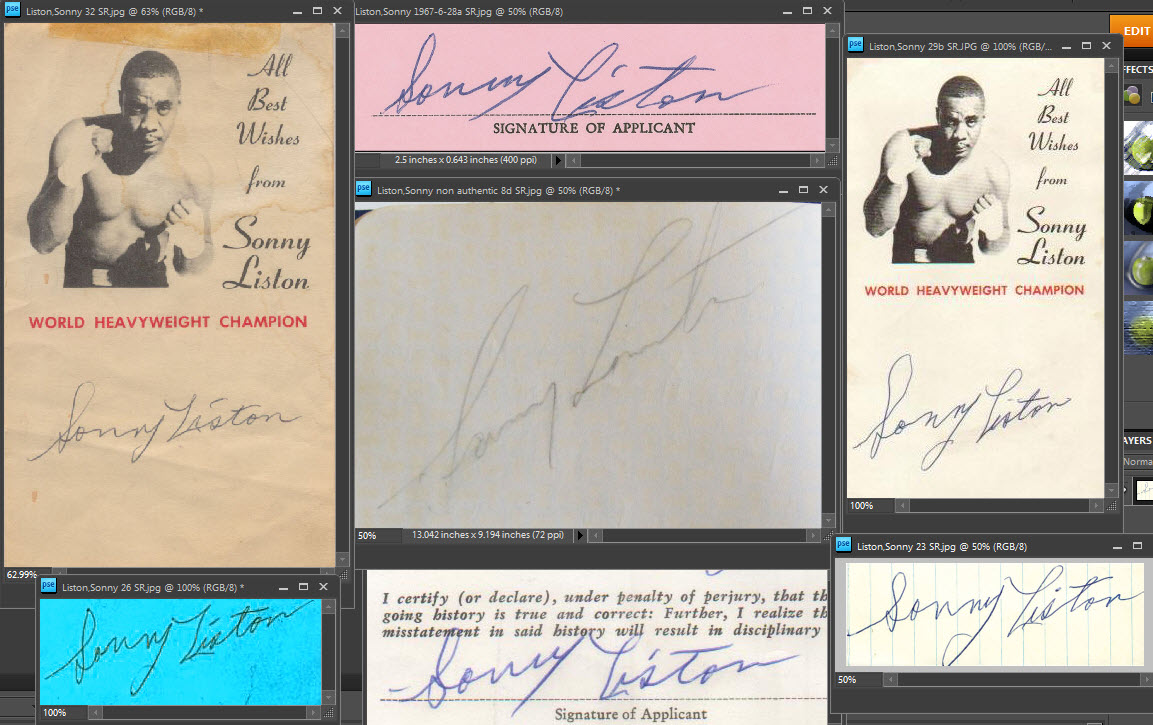 Liston,Sonny 32 SR.jpg @ 63% (RGB/8) *
All
Best
Wishes
from
Sonny
Liston
WORLD HEAVYWEIGHT CHAMPION
Sonny Liston
62.99%
Liston,Sonny 26 SR.jpg @ 100% (RGB/8) *
Sonny Liston
100%
Liston,Sonny 1967-6-28a SR.jpg @ 50% (RGB/8)
Sonny Liston
SIGNATURE OF APPLICANT
2.5 inches x 0.643 inches (400 ppi)
Liston,Sonny non authentic 8d SR.jpg @ 50% (RGB/8) *
Sonny
50%
13.042 inches x 9.194 inches (72 ppi)
I certify (or declare), under penalty of perjury, that th
going history is true and correct: Further, I realize th
misstatement in said history will result in disciplinary
Sonny Liston
Signature of Applicant
Liston,Sonny 29b SR.JPG @ 100% (RGB/...
All
Best
Wishes
from
Sonny
Liston
WORLD HEAVYWEIGHT CHAMPION
Sonny Liston
100%
Liston,Sonny 23 SR.jpg @ 50% (RGB/8)
Sonny Liston
50%
EDIT
FFECTS
AYERS
Norma